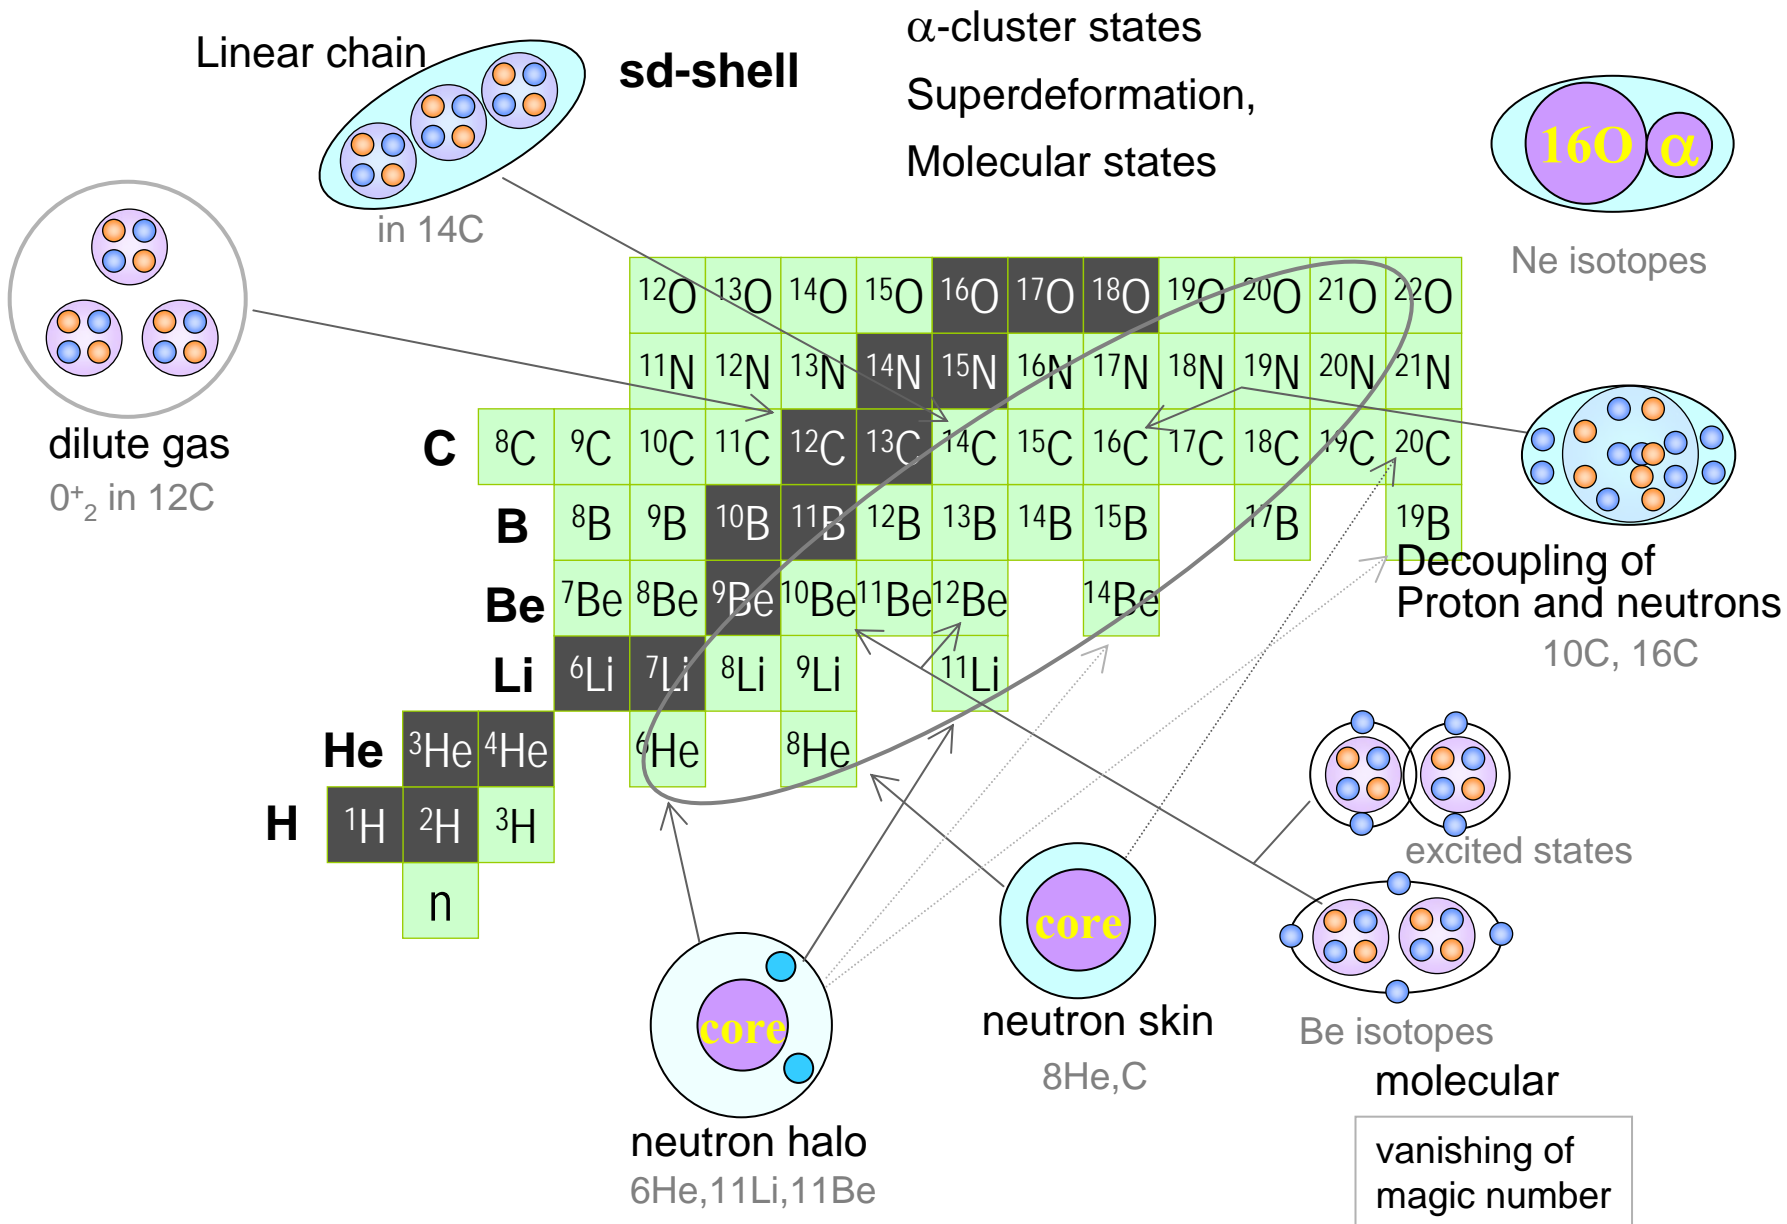 Linear chain
sd-shell
α-cluster states
Superdeformation,
Molecular states
16O α
in 14C
Ne isotopes
12O 13O 14O 15O 16O 17O 18O 19O 20O 21O 22O
11N 12N 13N 14N 15N 16N 17N 18N 19N 20N 21N
dilute gas
0+2 in 12C
C 8C 9C 10C 11C 12C 13C 14C 15C 16C 17C 18C 19C 20C
B 8B 9B 10B 11B 12B 13B 14B 15B 17B 19B
Decoupling of
Proton and neutrons
10C, 16C
Be 7Be 8Be 9Be 10Be 11Be 12Be 14Be
Li 6Li 7Li 8Li 9Li 11Li
He 3He 4He 6He 8He
H 1H 2H 3H
n
excited states
core
core
neutron skin
8He,C
Be isotopes
molecular
neutron halo
6He,11Li,11Be
vanishing of
magic number